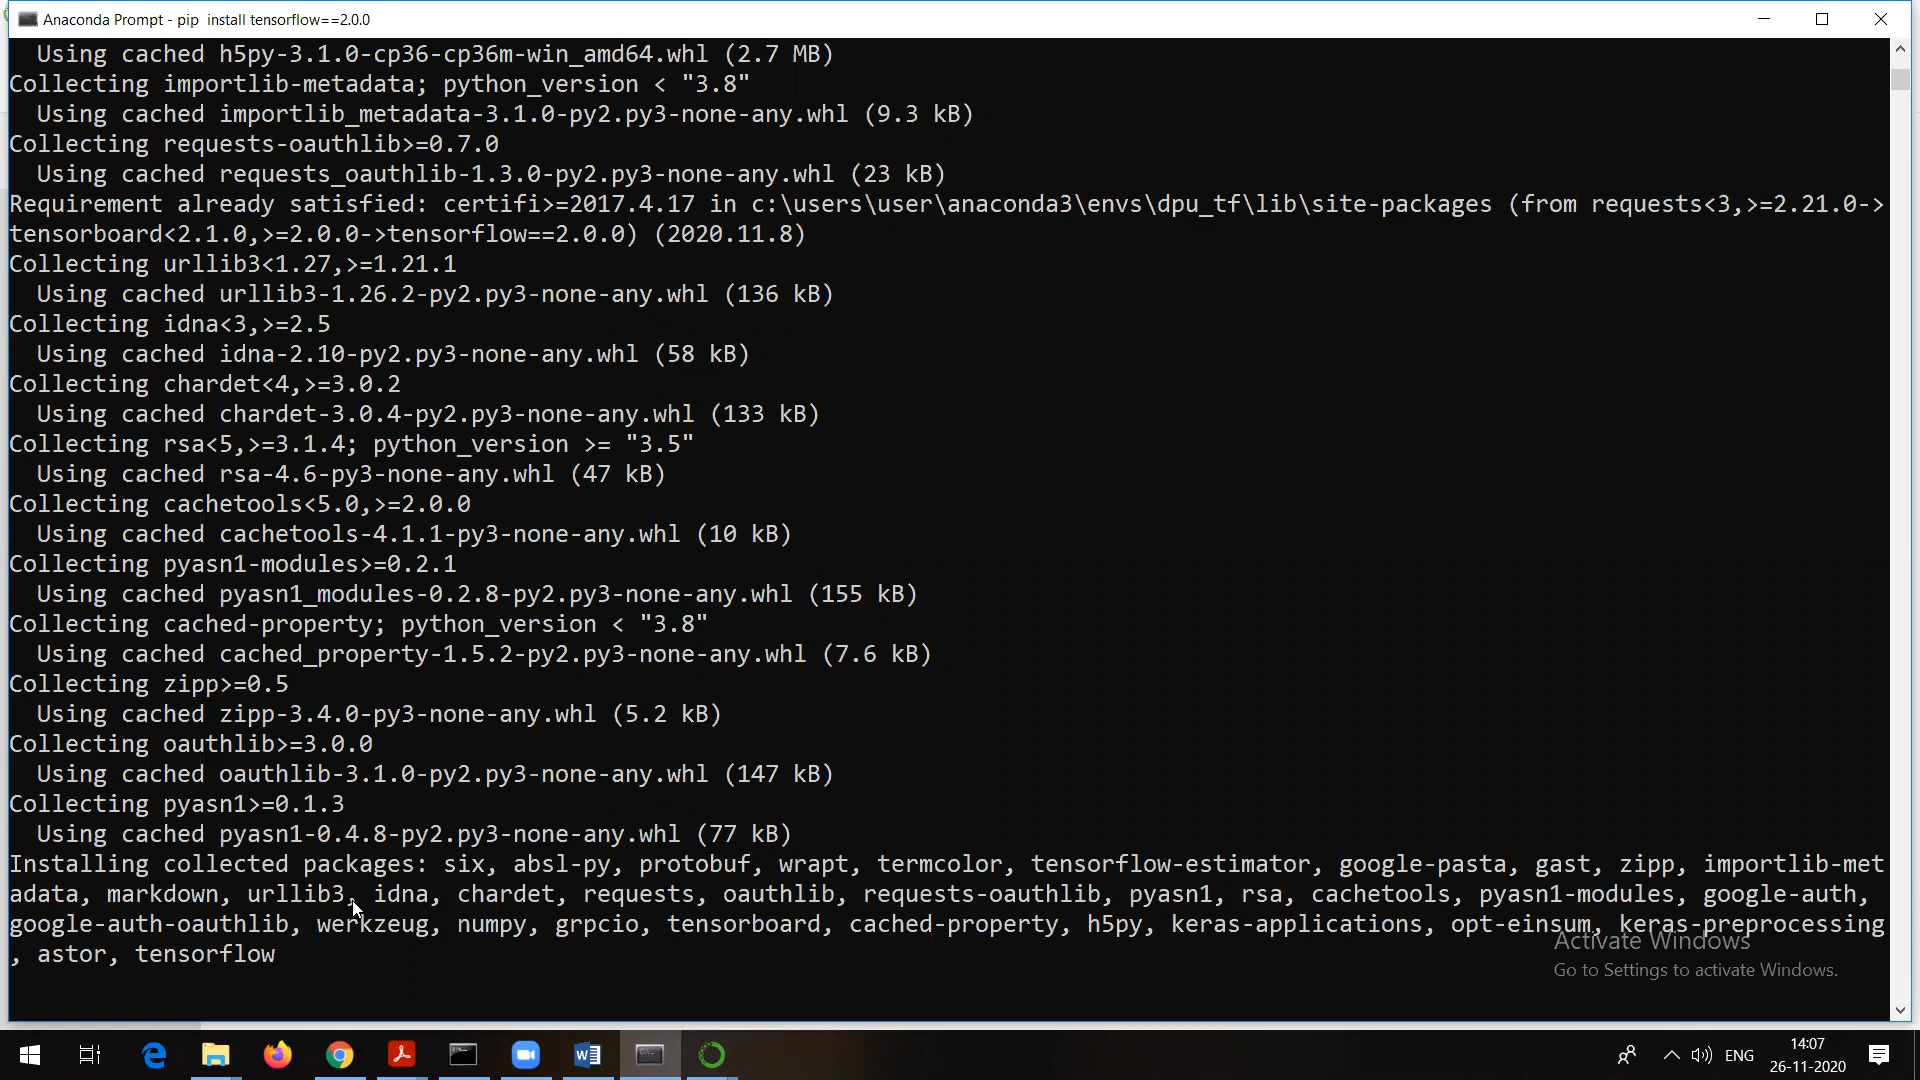 Anaconda Prompt - pip  install tensorflow==2.0.0
Using cached h5py-3.1.0-cp36-cp36m-win_amd64.whl (2.7 MB)
Collecting importlib-metadata; python_version < "3.8"
Using cached importlib_metadata-3.1.0-py2.py3-none-any.whl (9.3 kB)
Collecting requests-oauthlib>=0.7.0
Using cached requests_oauthlib-1.3.0-py2.py3-none-any.whl (23 kB)
Requirement already satisfied: certifi>=2017.4.17 in c:\users\user\anaconda3\envs\dpu_tf\lib\site-packages (from requests<3,>=2.21.0->
tensorboard<2.1.0,>=2.0.0->tensorflow==2.0.0) (2020.11.8)
Collecting urllib3<1.27,>=1.21.1
Using cached urllib3-1.26.2-py2.py3-none-any.whl (136 kB)
Collecting idna<3,>=2.5
Using cached idna-2.10-py2.py3-none-any.whl (58 kB)
Collecting chardet<4,>=3.0.2
Using cached chardet-3.0.4-py2.py3-none-any.whl (133 kB)
Collecting rsa<5,>=3.1.4; python_version >= "3.5"
Using cached rsa-4.6-py3-none-any.whl (47 kB)
Collecting cachetools<5.0,>=2.0.0
Using cached cachetools-4.1.1-py3-none-any.whl (10 kB)
Collecting pyasn1-modules>=0.2.1
Using cached pyasn1_modules-0.2.8-py2.py3-none-any.whl (155 kB)
Collecting cached-property; python_version < "3.8"
Using cached cached_property-1.5.2-py2.py3-none-any.whl (7.6 kB)
Collecting zipp>=0.5
Using cached zipp-3.4.0-py3-none-any.whl (5.2 kB)
Collecting oauthlib>=3.0.0
Using cached oauthlib-3.1.0-py2.py3-none-any.whl (147 kB)
Collecting pyasn1>=0.1.3
Using cached pyasn1-0.4.8-py2.py3-none-any.whl (77 kB)
Installing collected packages: six, absl-py, protobuf, wrapt, termcolor, tensorflow-estimator, google-pasta, gast, zipp, importlib-met
adata, markdown, urllib3, idna, chardet, requests, oauthlib, requests-oauthlib, pyasn1, rsa, cachetools, pyasn1-modules, google-auth,
google-auth-oauthlib, werkzeug, numpy, grpcio, tensorboard, cached-property, h5py, keras-applications, opt-einsum, keras-preprocessing
, astor, tensorflow
Activate Windows
Go to Settings to activate Windows.
ENG
14:07
26-11-2020